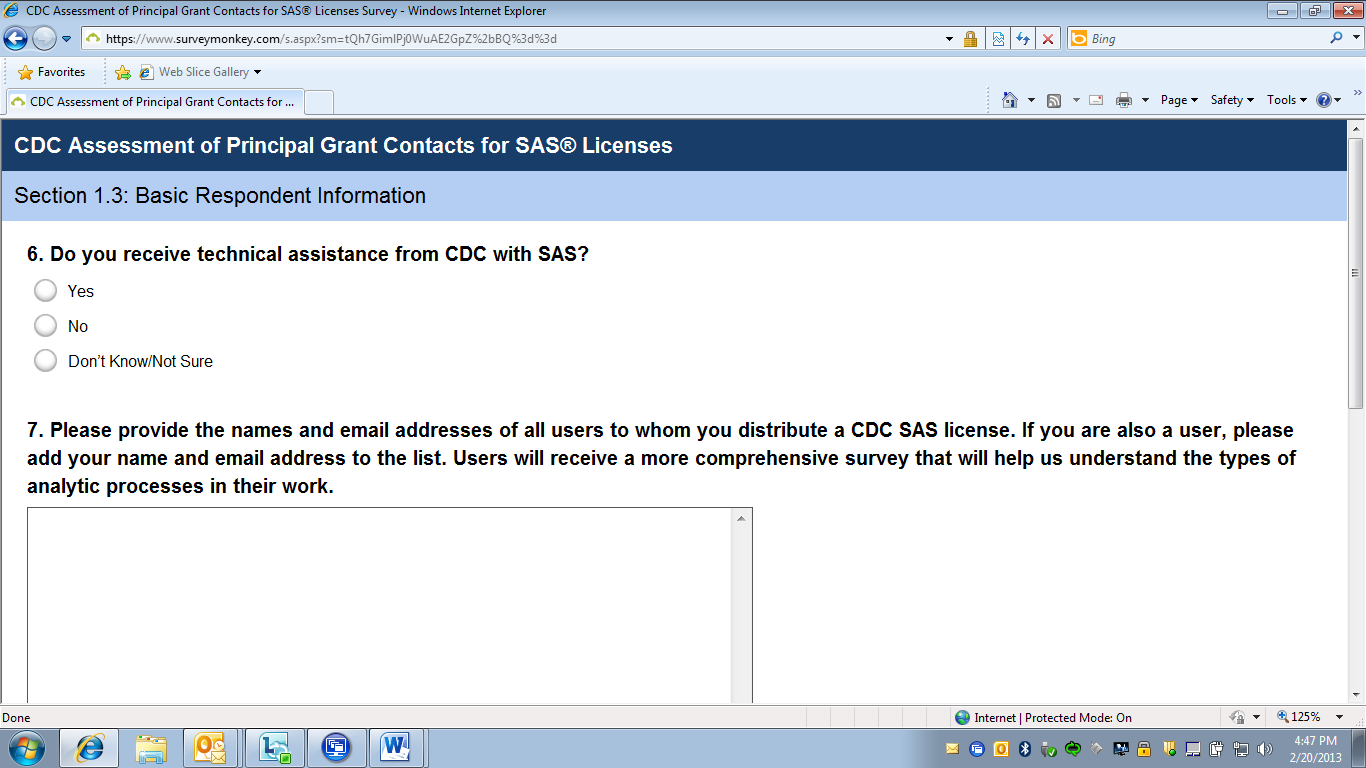 CDC Assessment of Principal Grant Contacts for SAS® Licenses Survey - Windows Internet Explorer
https://www.surveymonkey.com/s.aspx?sm=tQh7GimIPj0WuAE2GpZ%2bBQ%3d%3d
Bing
Favorites
Web Slice Gallery
CDC Assessment of Principal Grant Contacts for ...
Page
Safety
Tools
CDC Assessment of Principal Grant Contacts for SAS® Licenses
Section 1.3: Basic Respondent Information
6. Do you receive technical assistance from CDC with SAS?
Yes
No
Don't Know/Not Sure
7. Please provide the names and email addresses of all users to whom you distribute a CDC SAS license. If you are also a user, please
add your name and email address to the list. Users will receive a more comprehensive survey that will help us understand the types of
analytic processes in their work.
Done
Internet | Protected Mode: On
125%
4:47 PM
2/20/2013